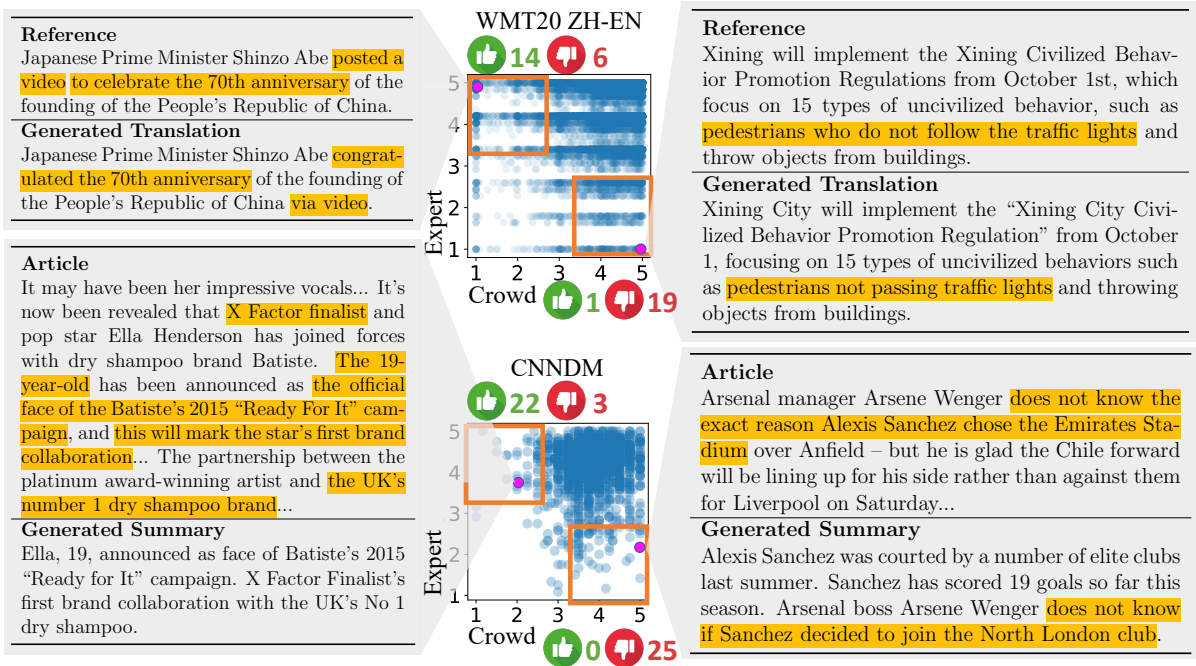 Reference
Japanese Prime Minister Shinzo Abe posted a
video to celebrate the 70th anniversary of the
founding of the People's Republic of China.
Generated Translation
Japanese Prime Minister Shinzo Abe congrat-
ulated the 70th anniversary of the founding of
the People's Republic of China via video.
Article
It may have been her impressive vocals... It's
now been revealed that X Factor finalist and
pop star Ella Henderson has joined forces
with dry shampoo brand Batiste. The 19-
year-old has been announced as the official
face of the Batiste's 2015 “Ready For It” cam-
paign, and this will mark the star's first brand
collaboration... The partnership between the
platinum award-winning artist and the UK's
number 1 dry shampoo brand...
Generated Summary
Ella, 19, announced as face of Batiste's 2015
“Ready for It” campaign. X Factor Finalist's
first brand collaboration with the UK's No 1
dry shampoo.
WMT20 ZH-EN
14 6
5
4
3
2
1
Expert
1 2 3 4 5
Crowd
1 19
CNNDM
22 3
5
4
3
2
1
Expert
1 2 3 4 5
Crowd
0 25
Reference
Xining will implement the Xining Civilized Behav-
ior Promotion Regulations from October 1st, which
focus on 15 types of uncivilized behavior, such as
pedestrians who do not follow the traffic lights and
throw objects from buildings.
Generated Translation
Xining City will implement the “Xining City Civi-
lized Behavior Promotion Regulation” from October
1, focusing on 15 types of uncivilized behaviors such
as pedestrians not passing traffic lights and throwing
objects from buildings.
Article
Arsenal manager Arsene Wenger does not know the
exact reason Alexis Sanchez chose the Emirates Sta-
dium over Anfield – but he is glad the Chile forward
will be lining up for his side rather than against them
for Liverpool on Saturday...
Generated Summary
Alexis Sanchez was courted by a number of elite clubs
last summer. Sanchez has scored 19 goals so far this
season. Arsenal boss Arsene Wenger does not know
if Sanchez decided to join the North London club.